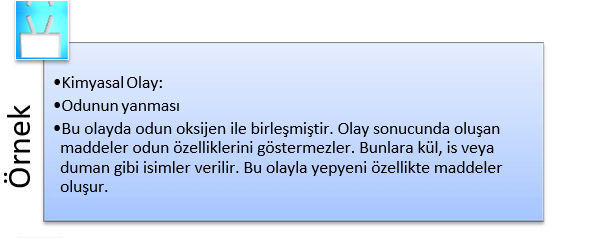 Örnek
•Kimyasal Olay:
•Odunun yanması
•Bu olayda odun oksijen ile birleşmiştir. Olay sonucunda oluşan
maddeler odun özelliklerini göstermezler. Bunlara kül, is veya
duman gibi isimler verilir. Bu olayla yepyeni özellikte maddeler
oluşur.